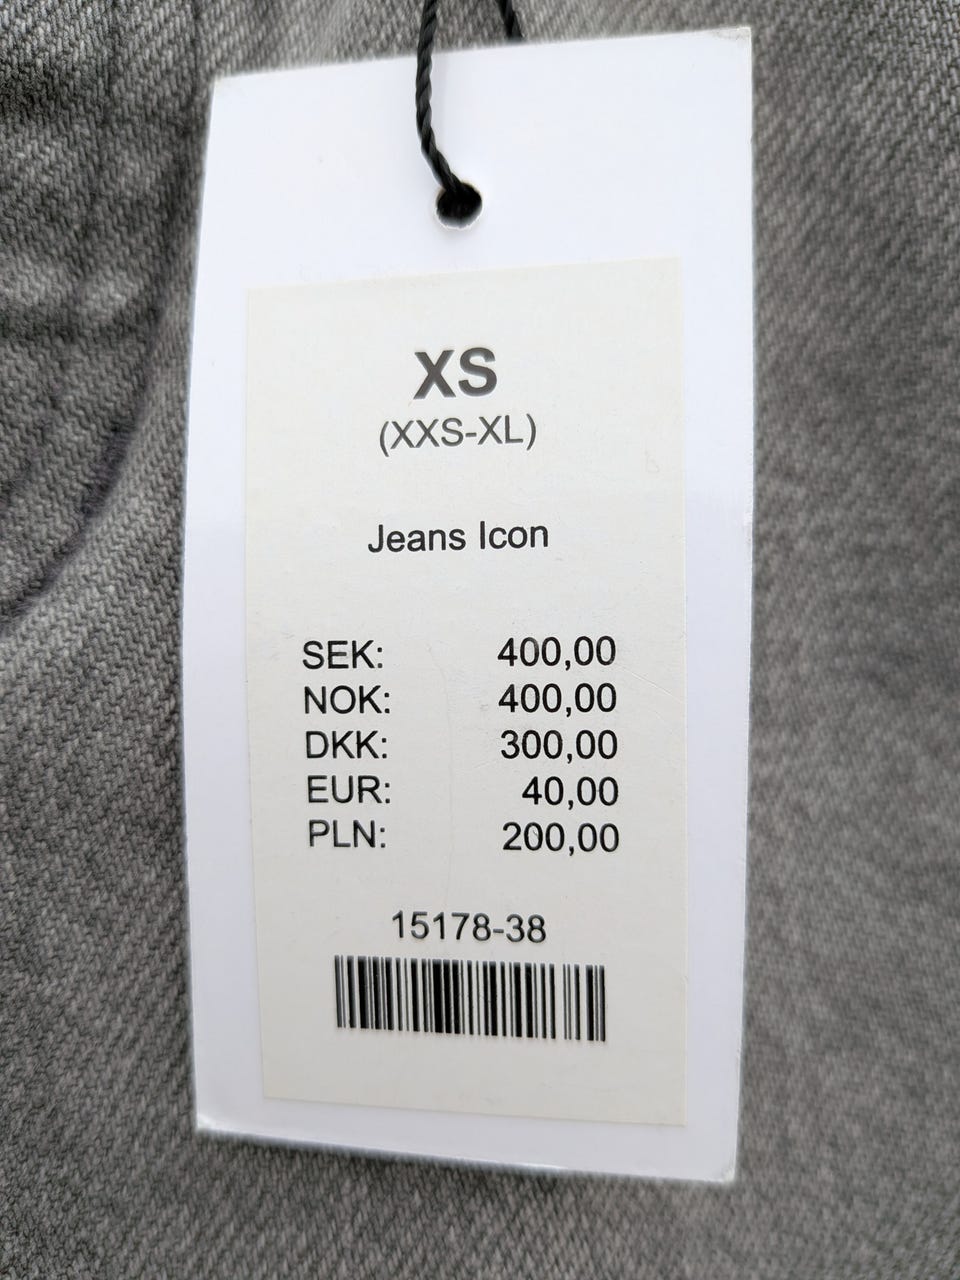 XS
(XXS-XL)
Jeans Icon
SEK: 400,00
NOK: 400,00
DKK: 300,00
EUR: 40,00
PLN: 200,00
15178-38